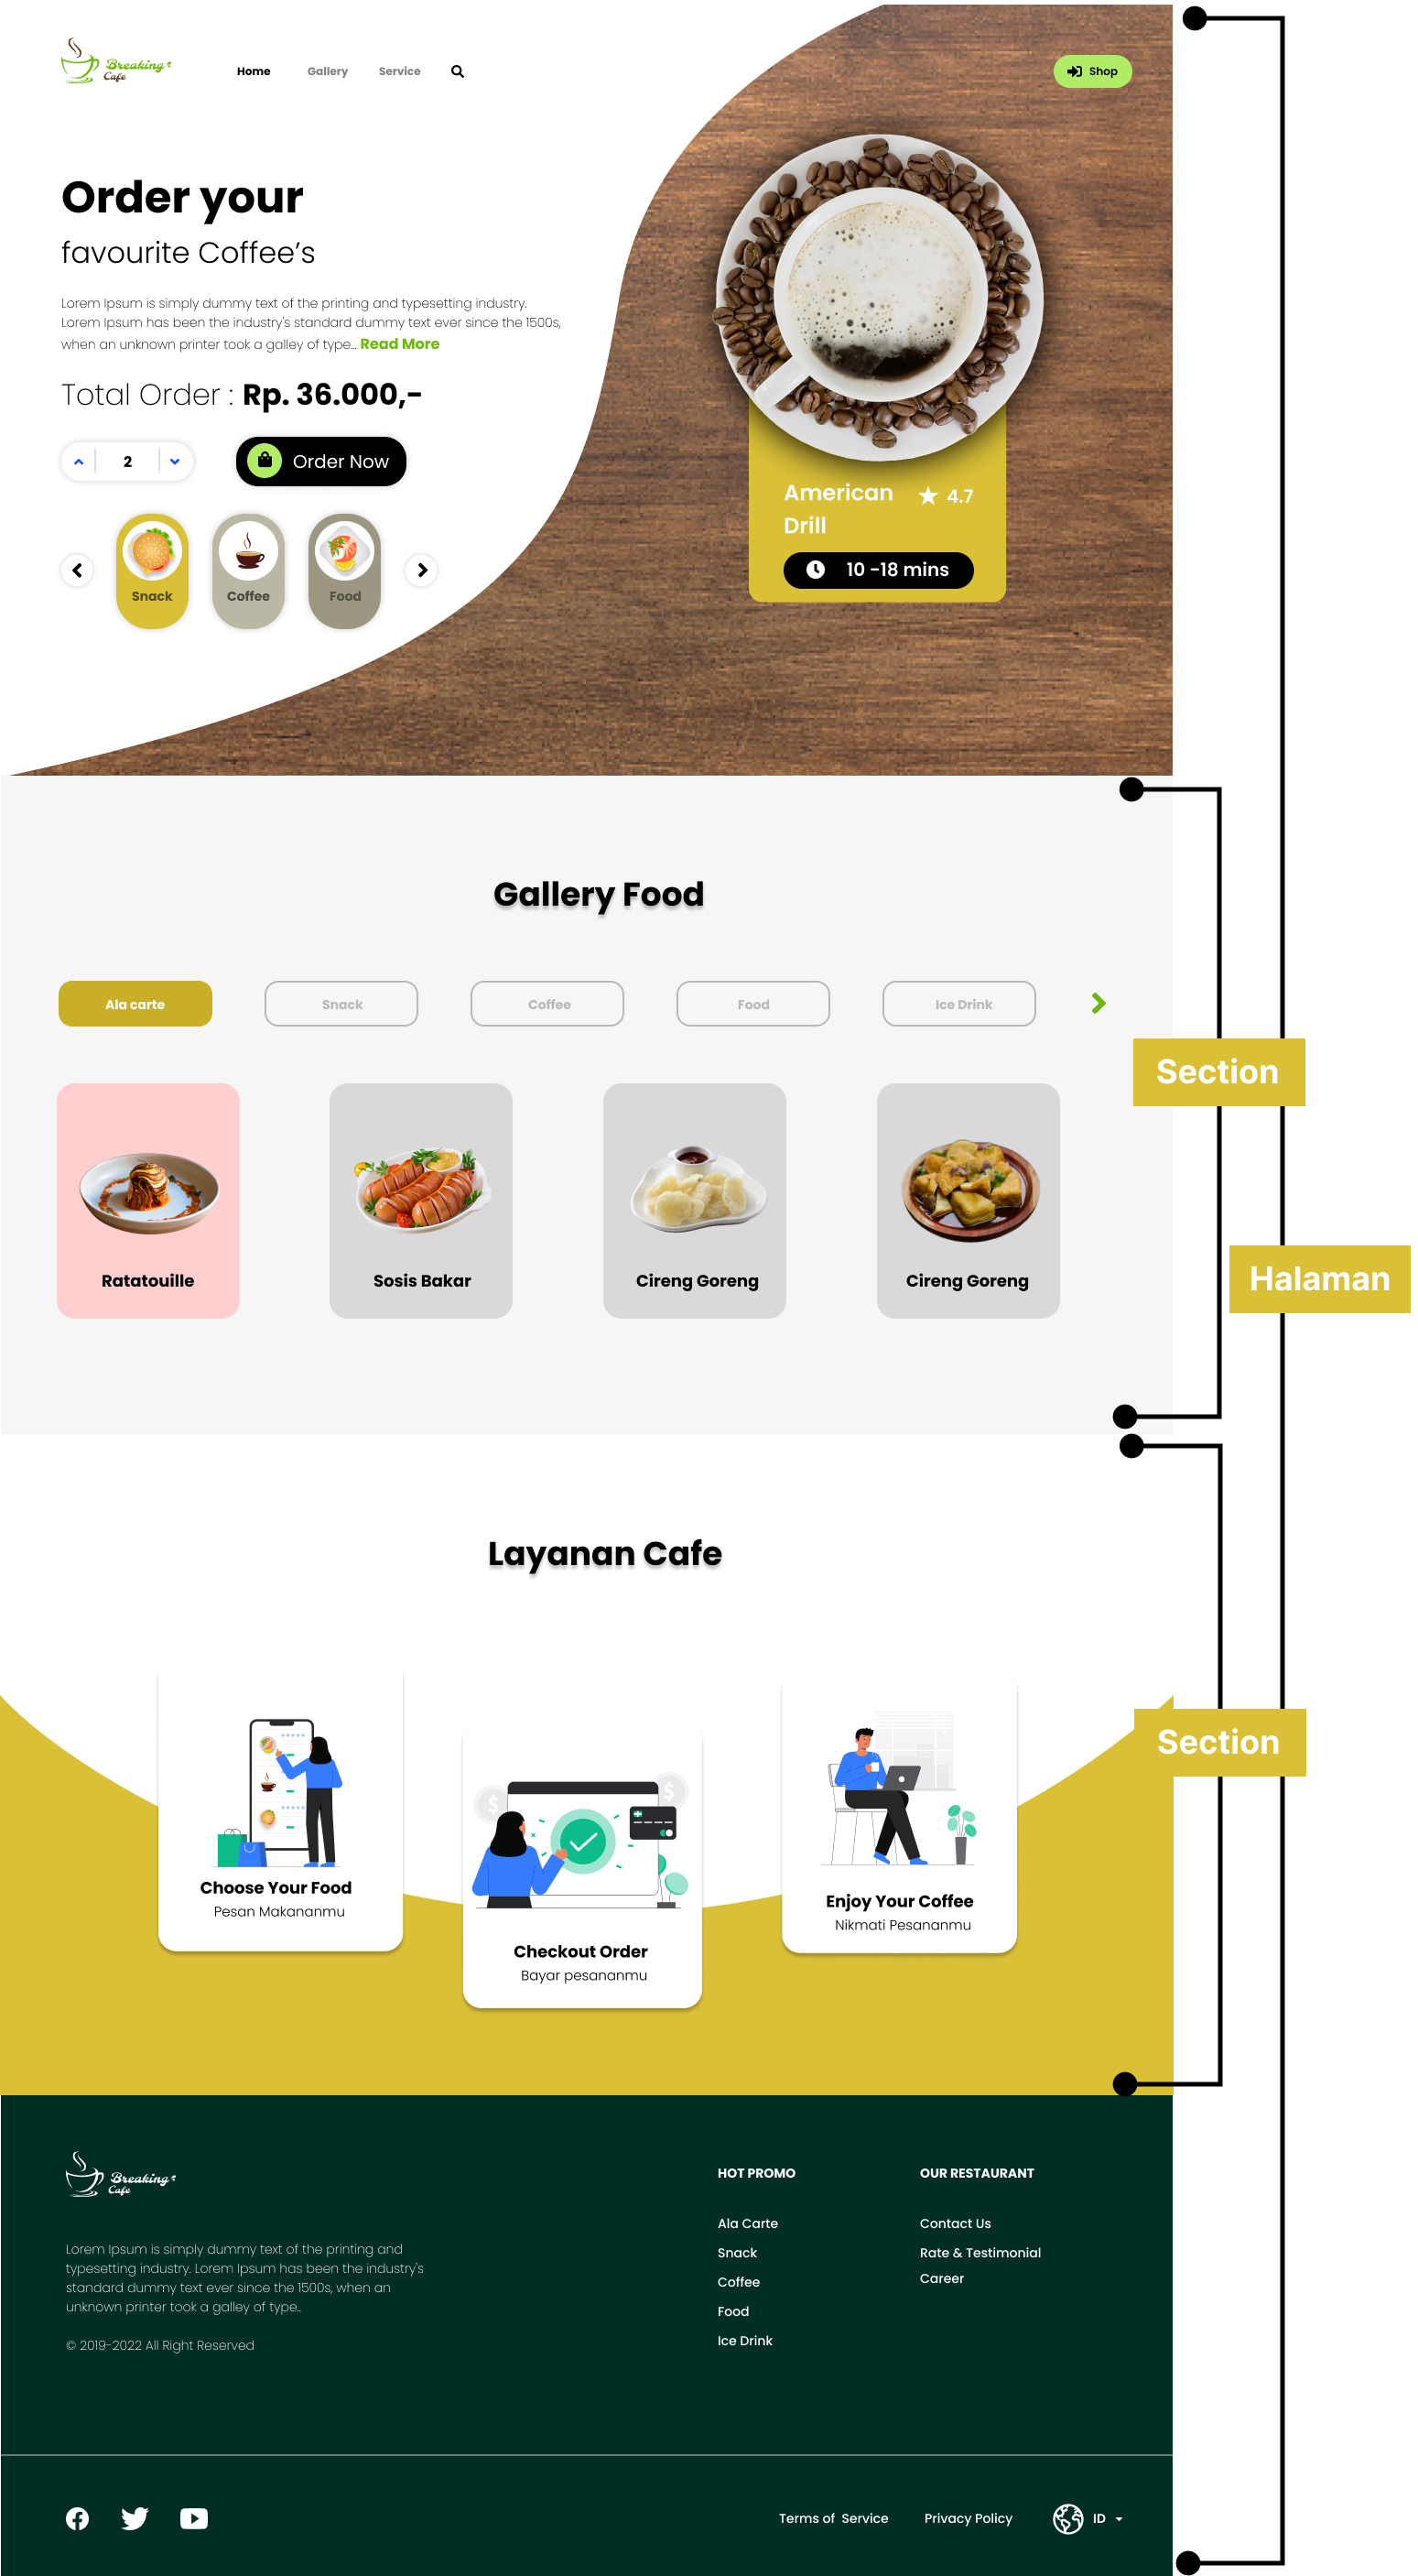 Breaking
Cafe
Home
Gallery
Service
Shop
Order your
favourite Coffee’s
Lorem Ipsum is simply dummy text of the printing and typesetting industry.
Lorem Ipsum has been the industry's standard dummy text ever since the 1500s,
when an unknown printer took a galley of type... Read More
Total Order : Rp. 36.000,-
2
Order Now
Snack
Coffee
Food
American
Drill
4.7
10 -18 mins
Gallery Food
Ala carte
Snack
Coffee
Food
Ice Drink
Ratatouille
Sosis Bakar
Cireng Goreng
Cireng Goreng
Section
Halaman
Layanan Cafe
Section
Choose Your Food
Pesan Makananmu
Checkout Order
Bayar pesananmu
Enjoy Your Coffee
Nikmati Pesananmu
Breaking
Cafe
Lorem Ipsum is simply dummy text of the printing and
typesetting industry. Lorem Ipsum has been the industry's
standard dummy text ever since the 1500s, when an
unknown printer took a galley of type..
© 2019-2022 All Right Reserved
HOT PROMO
Ala Carte
Snack
Coffee
Food
Ice Drink
OUR RESTAURANT
Contact Us
Rate & Testimonial
Career
Terms of  Service
Privacy Policy
ID